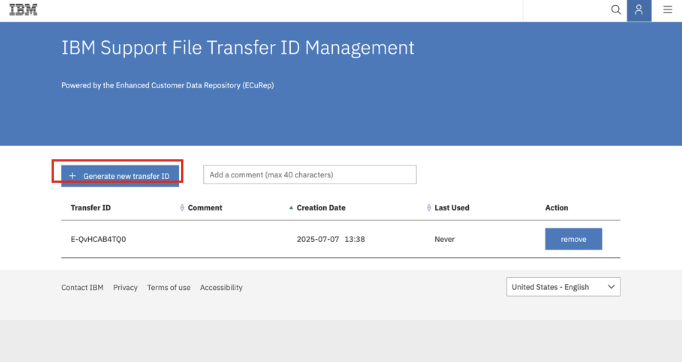 IBM
IBM Support File Transfer ID Management
Powered by the Enhanced Customer Data Repository (ECuRep)
+ Generate new transfer ID
Add a comment (max 40 characters)
Transfer ID Comment Creation Date Last Used Action
E-QvHCAB4TQ0 2025-07-07 13:38 Never remove
Contact IBM Privacy Terms of use Accessibility
United States - English